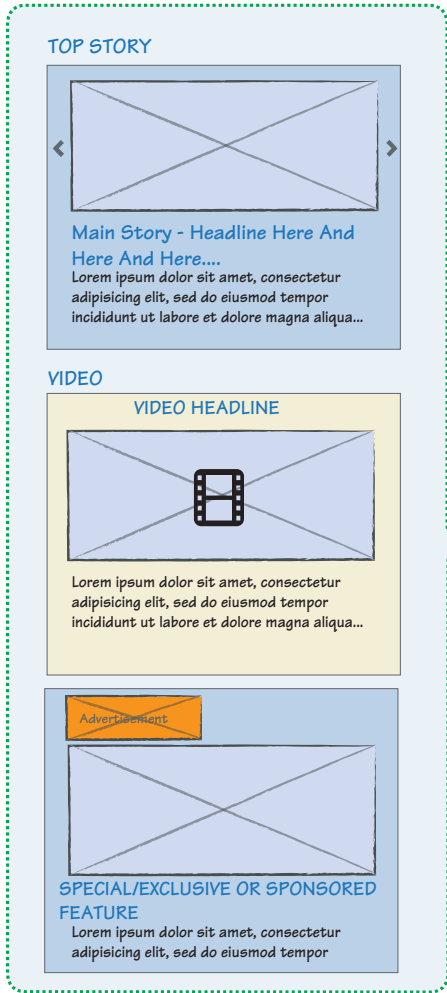 TOP STORY
Main Story - Headline Here And
Here And Here....
Lorem ipsum dolor sit amet, consectetur
adipisicing elit, sed do eiusmod tempor
incididunt ut labore et dolore magna aliqua...
VIDEO
VIDEO HEADLINE
Lorem ipsum dolor sit amet, consectetur
adipisicing elit, sed do eiusmod tempor
incididunt ut labore et dolore magna aliqua...
Advertisement
SPECIAL/EXCLUSIVE OR SPONSORED
FEATURE
Lorem ipsum dolor sit amet, consectetur
adipisicing elit, sed do eiusmod tempor